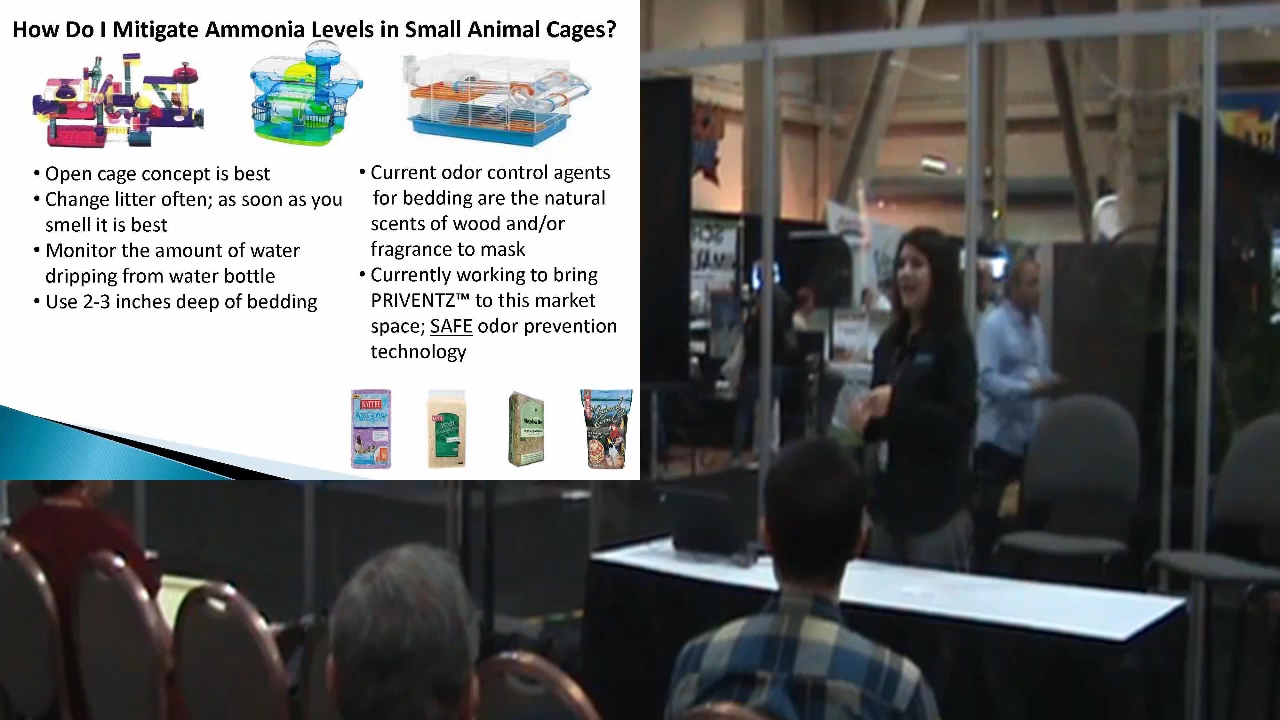 How Do I Mitigate Ammonia Levels in Small Animal Cages?
• Open cage concept is best
• Change litter often; as soon as you
smell it is best
• Monitor the amount of water
dripping from water bottle
• Use 2-3 inches deep of bedding
• Current odor control agents
for bedding are the natural
scents of wood and/or
fragrance to mask
• Currently working to bring
PRIVENTZ™ to this market
space; SAFE odor prevention
technology
KAYTEE